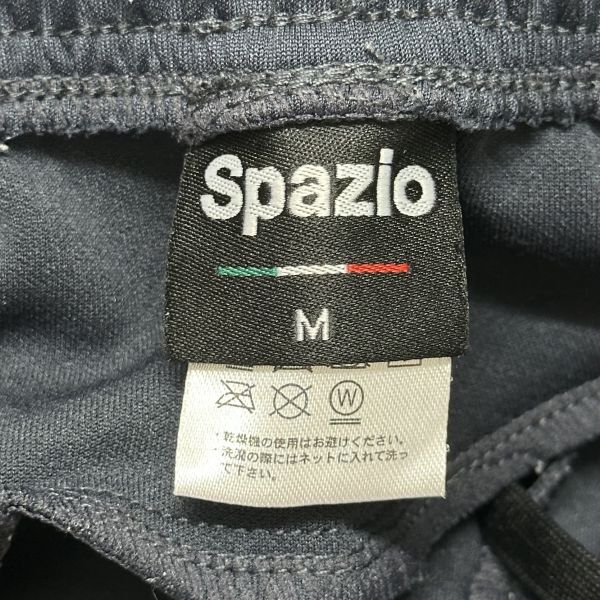 Spazio
M
W
・乾燥機の使用はお避けください。
・洗濯の際にはネットに入れて洗っ
て下さい。